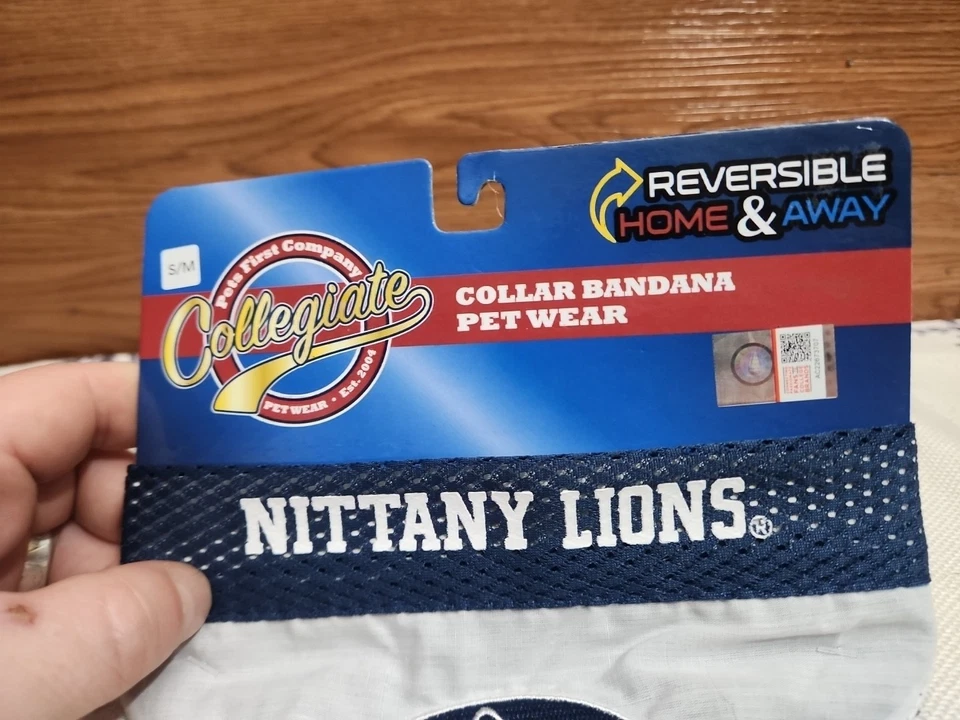 REVERSIBLE
HOME & AWAY
S/M
Pets First Company
Collegiate
PET WEAR • Est. 2004
COLLAR BANDANA
PET WEAR
NITTANY LIONS®